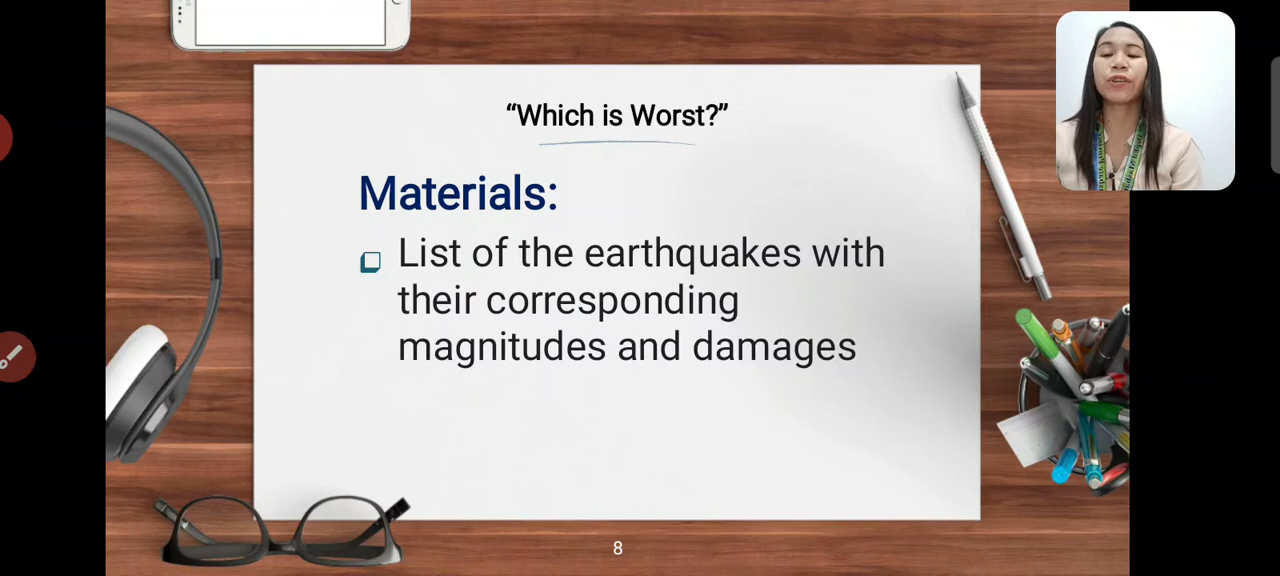 “Which is Worst?”
Materials:
List of the earthquakes with
their corresponding
magnitudes and damages
8